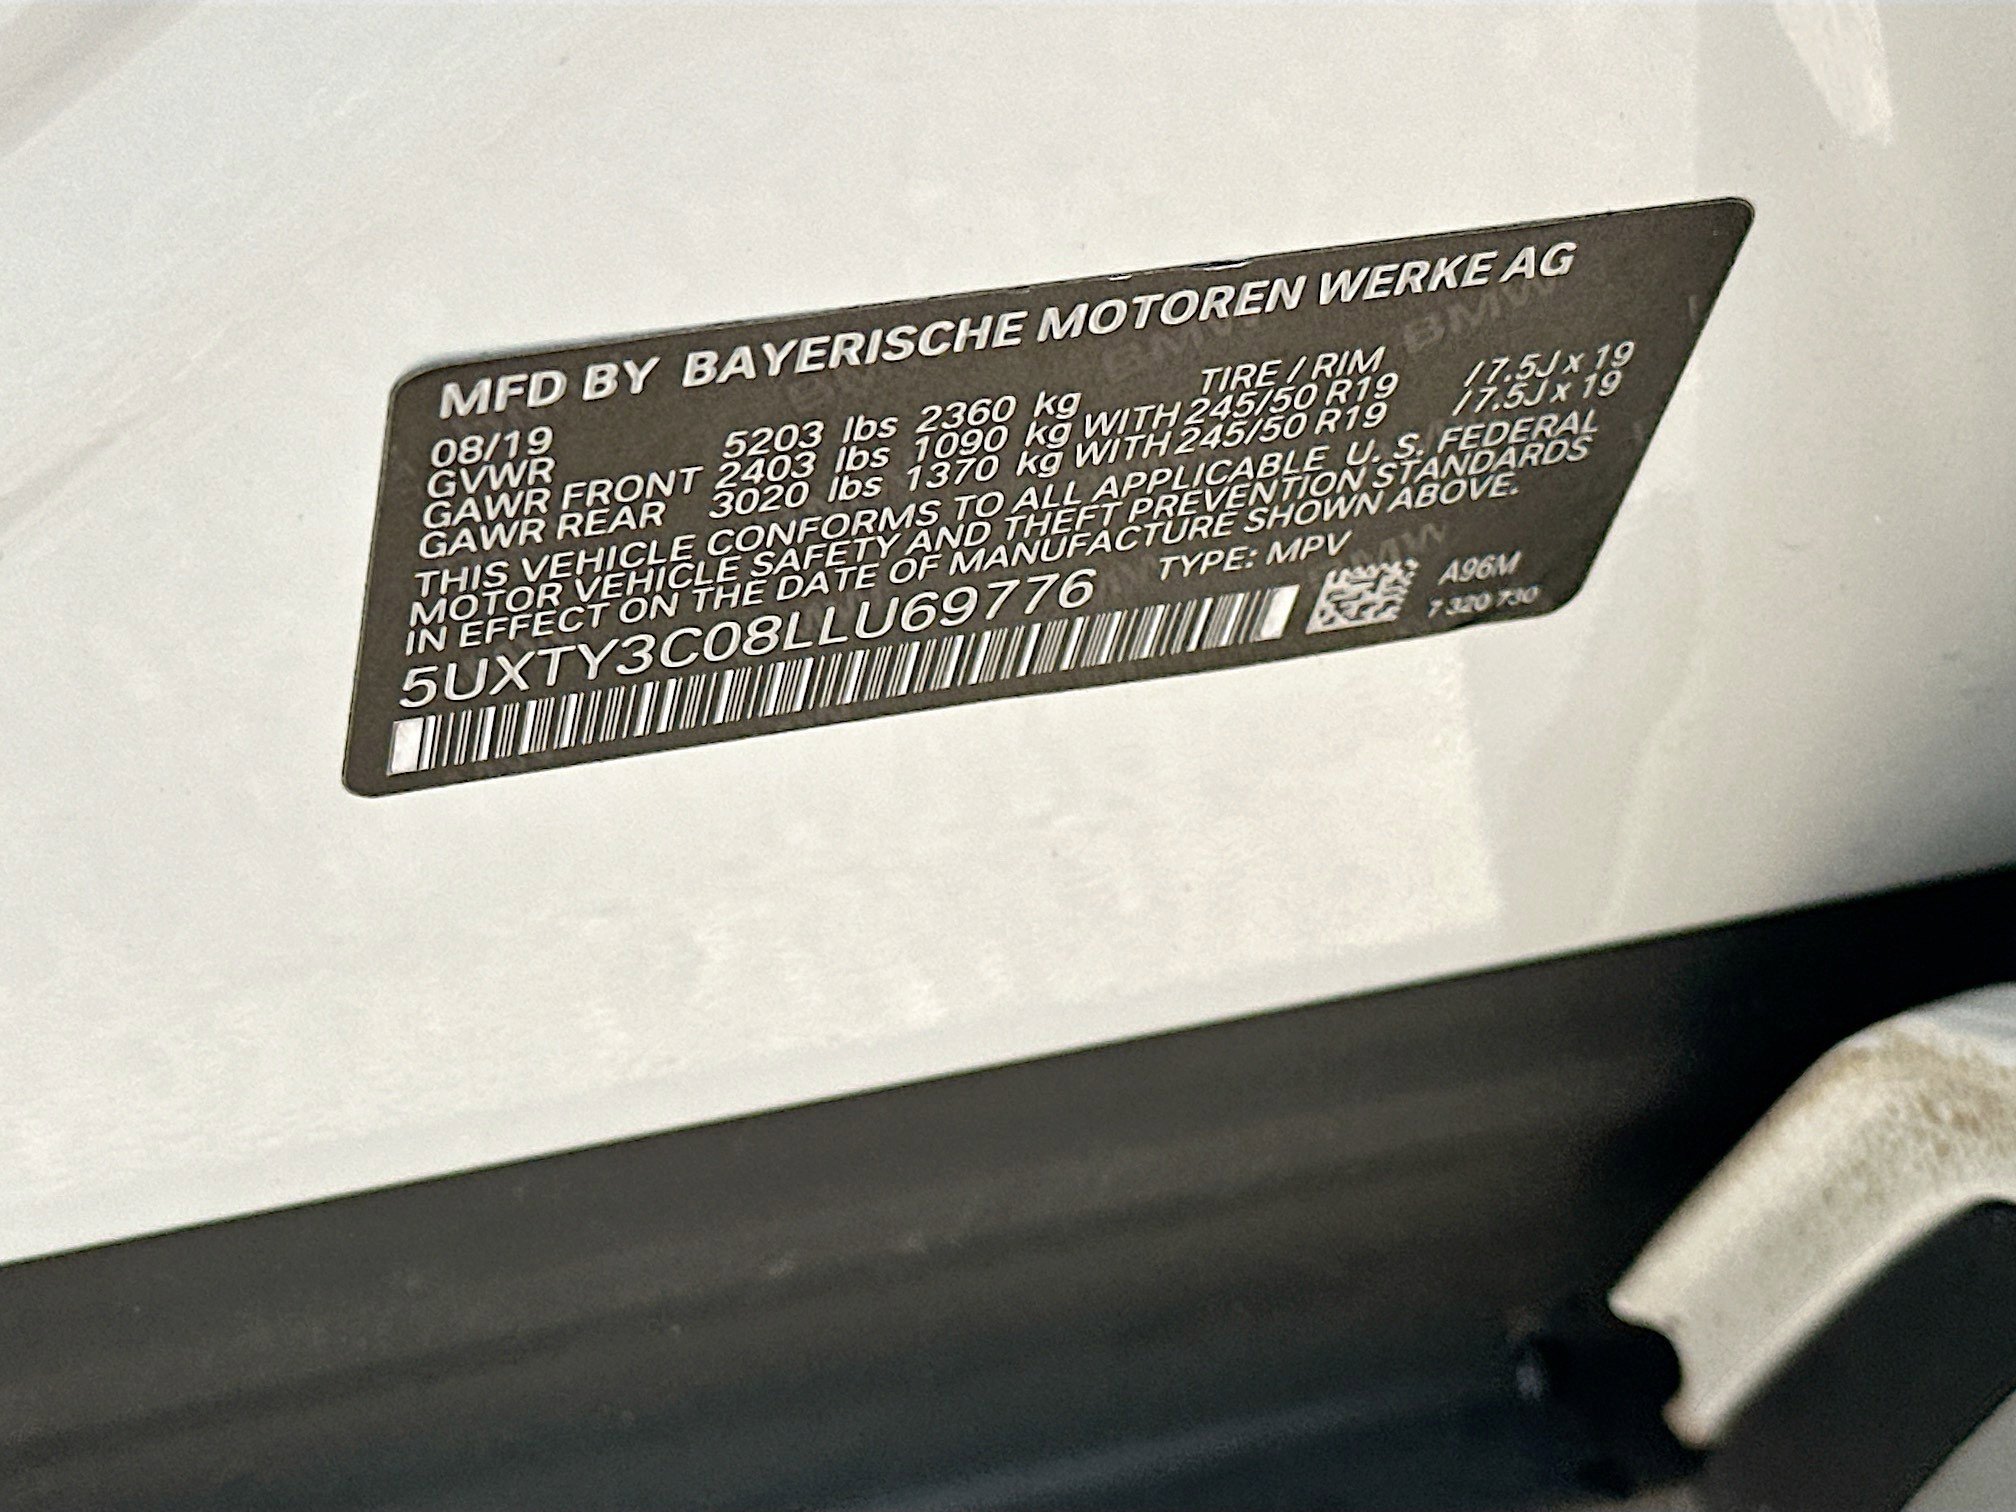 MFD BY BAYERISCHE MOTOREN WERKE AG
08/19 TIRE / RIM
GVWR 5203 lbs 2360 kg
GAWR FRONT 2403 lbs 1090 kg WITH 245/50 R19 / 7.5J x 19
GAWR REAR 3020 lbs 1370 kg WITH 245/50 R19 / 7.5J x 19
THIS VEHICLE CONFORMS TO ALL APPLICABLE U. S. FEDERAL
MOTOR VEHICLE SAFETY AND THEFT PREVENTION STANDARDS
IN EFFECT ON THE DATE OF MANUFACTURE SHOWN ABOVE.
5UXTY3C08LLU69776 TYPE: MPV
A96M
7 320 730